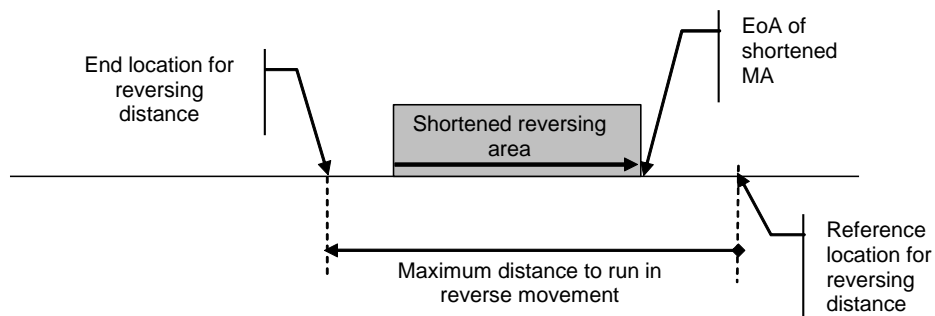 EoA of
shortened
MA
End location for
reversing
distance
Shortened reversing
area
Maximum distance to run in
reverse movement
Reference
location for
reversing
distance